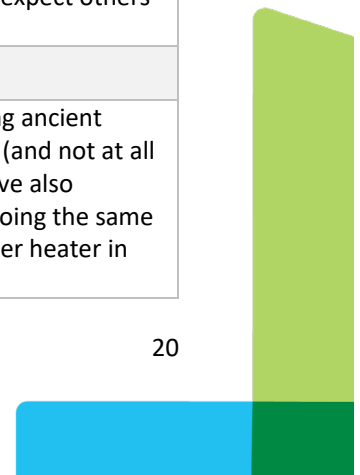 expect others
g ancient
(and not at all
ve also
oing the same
er heater in
20